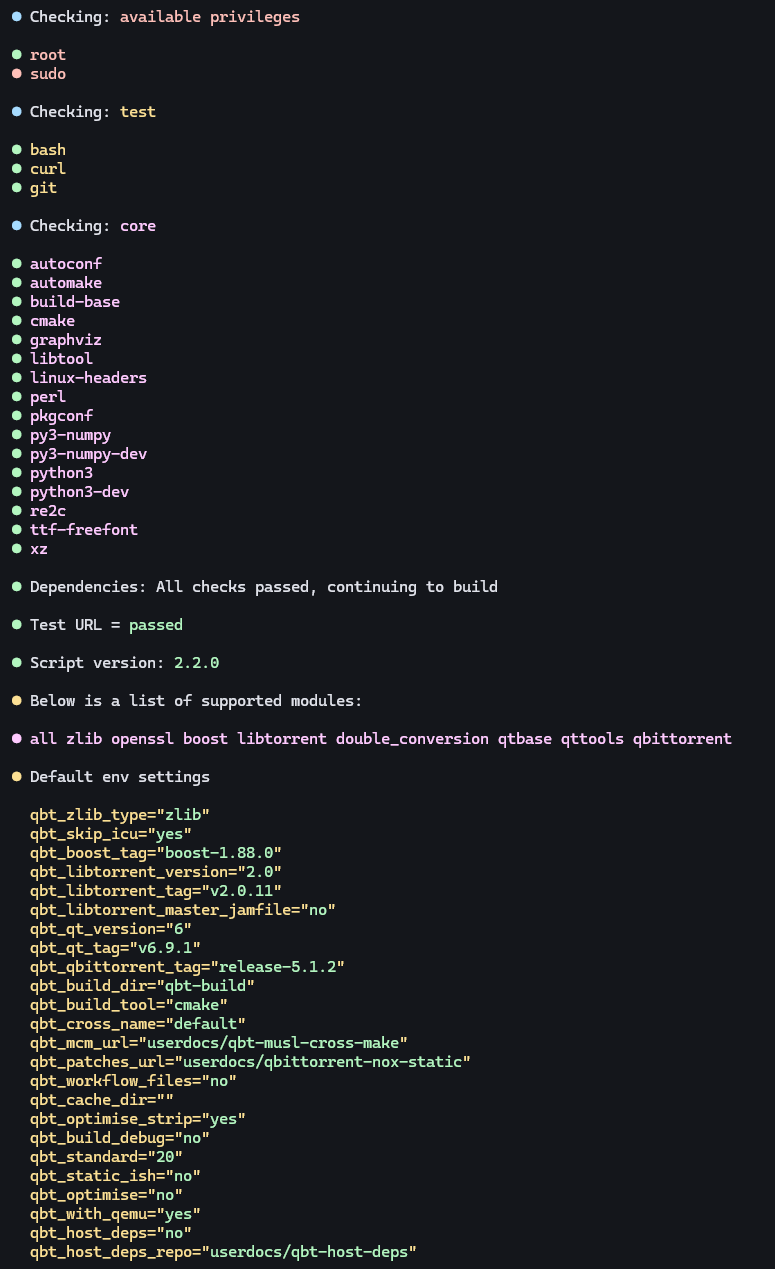 Checking: available privileges
root
sudo
Checking: test
bash
curl
git
Checking: core
autoconf
automake
build-base
cmake
graphviz
libtool
linux-headers
perl
pkgconf
py3-numpy
py3-numpy-dev
python3
python3-dev
re2c
ttf-freefont
xz
Dependencies: All checks passed, continuing to build
Test URL = passed
Script version: 2.2.0
Below is a list of supported modules:
all zlib openssl boost libtorrent double_conversion qtbase qttools qbittorrent
Default env settings
qbt_zlib_type="zlib"
qbt_skip_icu="yes"
qbt_boost_tag="boost-1.88.0"
qbt_libtorrent_version="2.0"
qbt_libtorrent_tag="v2.0.11"
qbt_libtorrent_master_jamfile="no"
qbt_qt_version="6"
qbt_qt_tag="v6.9.1"
qbt_qbittorrent_tag="release-5.1.2"
qbt_build_dir="qbt-build"
qbt_build_tool="cmake"
qbt_cross_name="default"
qbt_mcm_url="userdocs/qbt-musl-cross-make"
qbt_patches_url="userdocs/qbittorrent-nox-static"
qbt_workflow_files="no"
qbt_cache_dir=""
qbt_optimise_strip="yes"
qbt_build_debug="no"
qbt_standard="20"
qbt_static_ish="no"
qbt_optimise="no"
qbt_with_qemu="yes"
qbt_host_deps="no"
qbt_host_deps_repo="userdocs/qbt-host-deps"